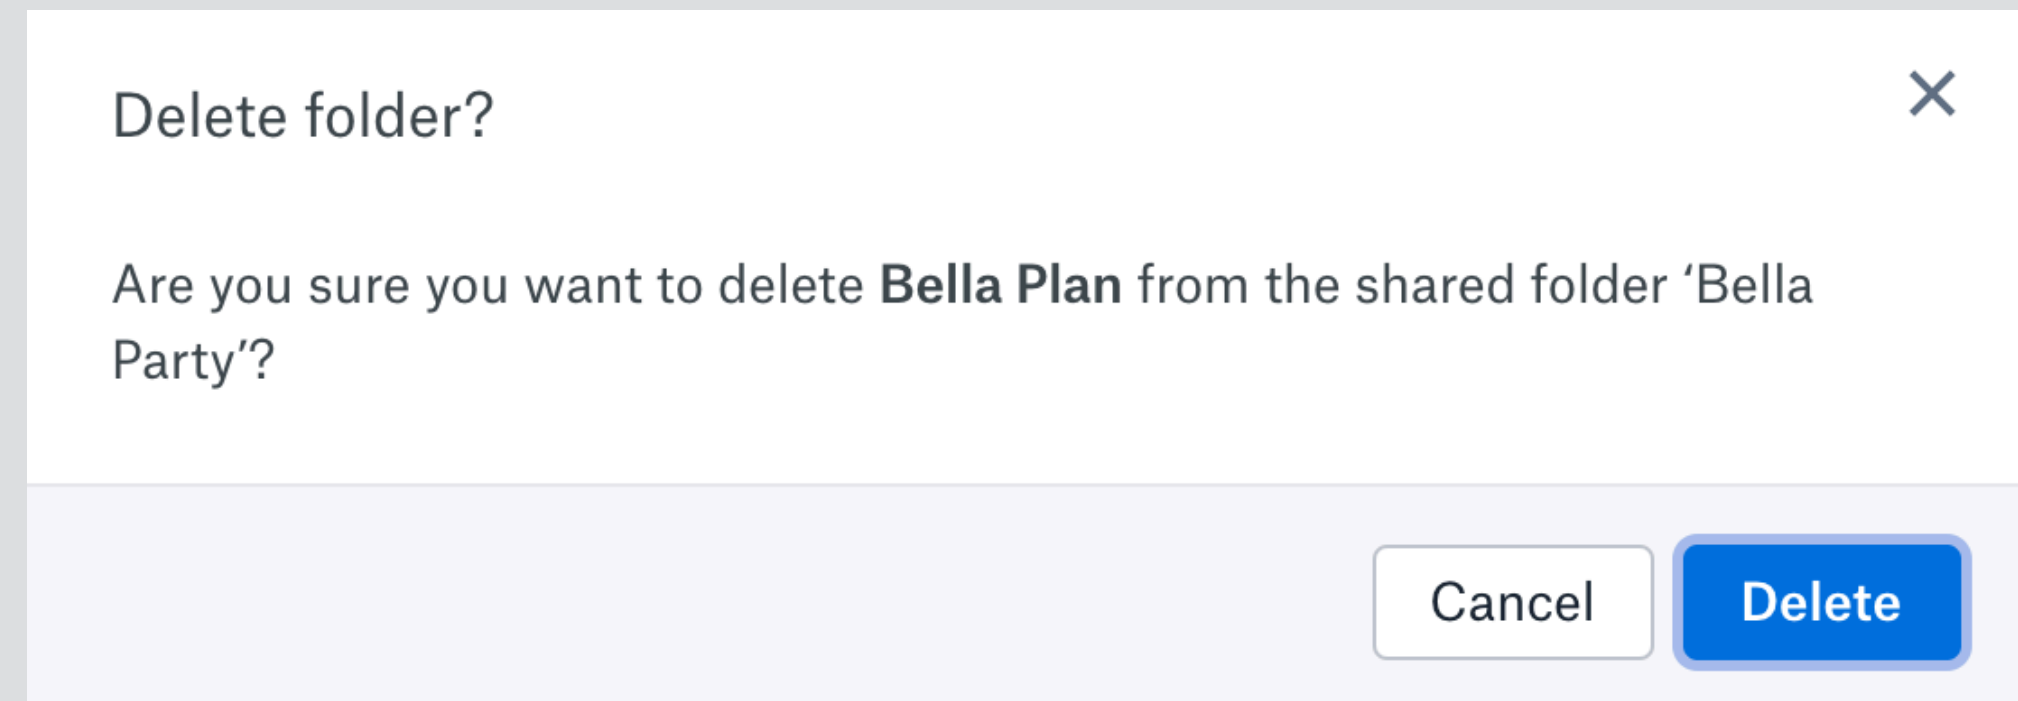 Delete folder?
Are you sure you want to delete Bella Plan from the shared folder ‘Bella
Party’?
Cancel
Delete